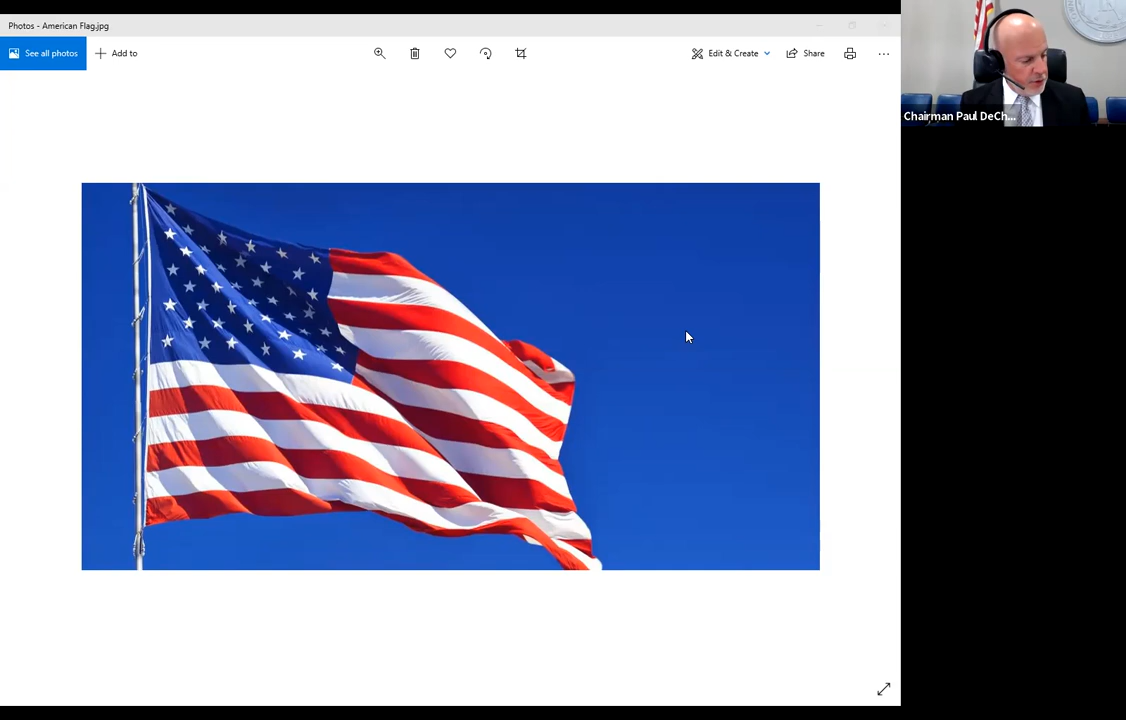 Photos - American Flag.jpg
See all photos
Add to
Edit & Create
Share
Chairman Paul DeCh...